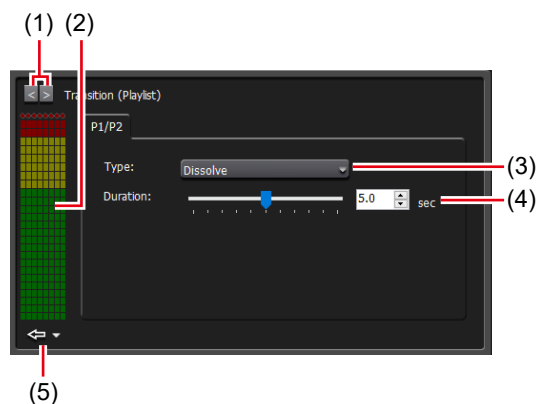 (1) (2)
< > Transition (Playlist)
P1/P2
Type: Dissolve (3)
Duration: 5.0 sec (4)
(5)